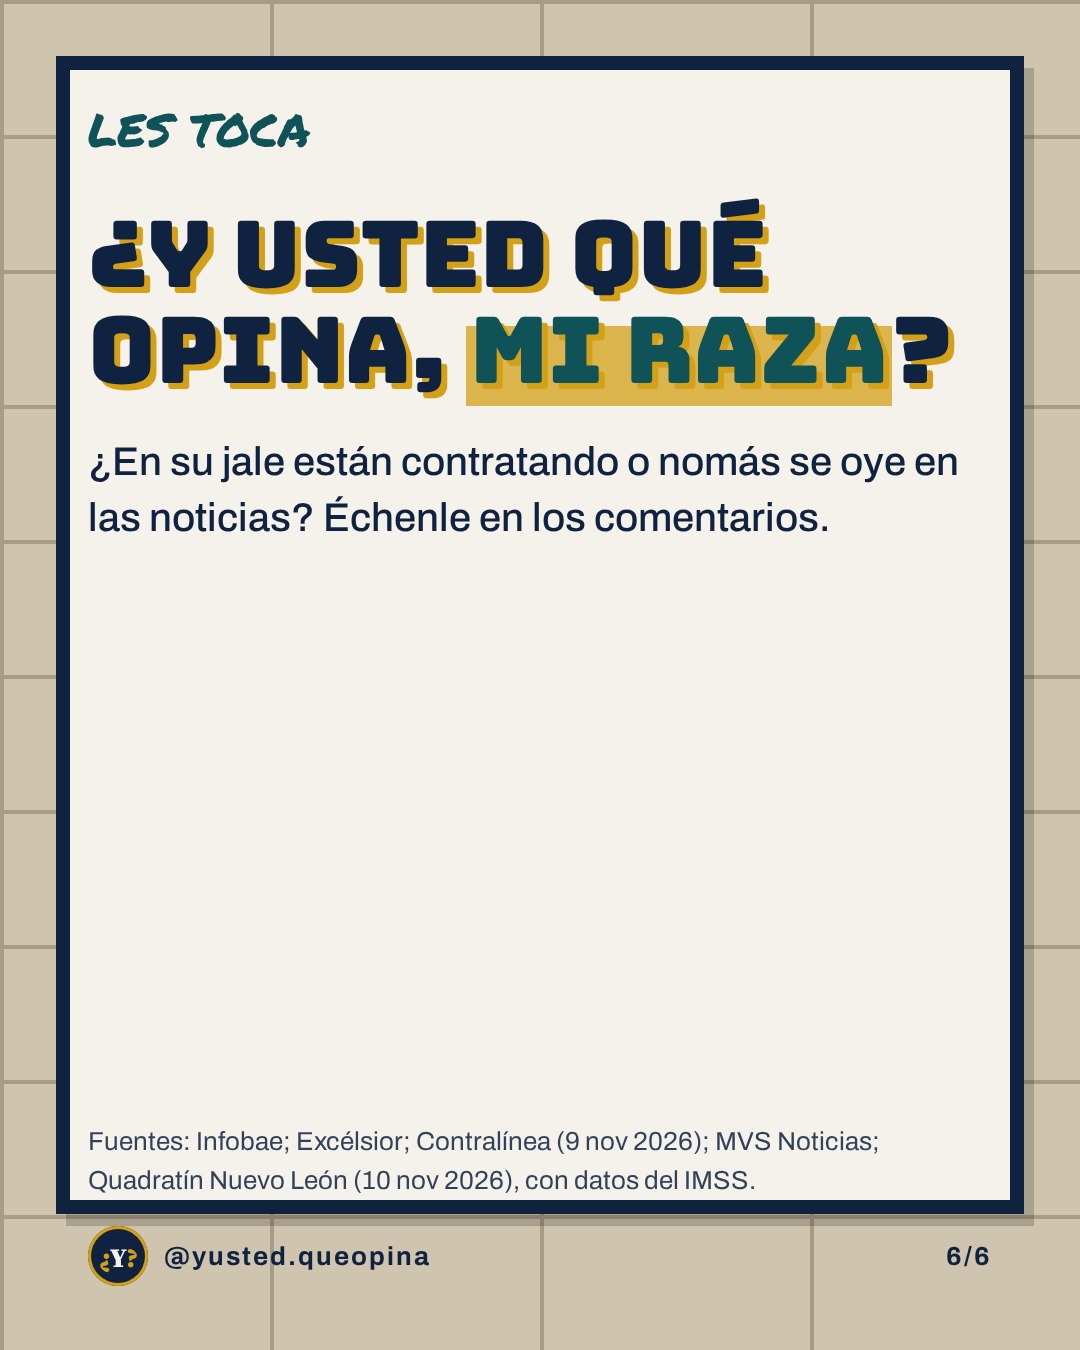 LES TOCA
¿Y USTED QUÉ
OPINA, MI RAZA?
¿En su jale están contratando o nomás se oye en
las noticias? Échenle en los comentarios.
Fuentes: Infobae; Excélsior; Contralínea (9 nov 2026); MVS Noticias;
Quadratín Nuevo León (10 nov 2026), con datos del IMSS.
¿Y? @yusted.queopina
6/6